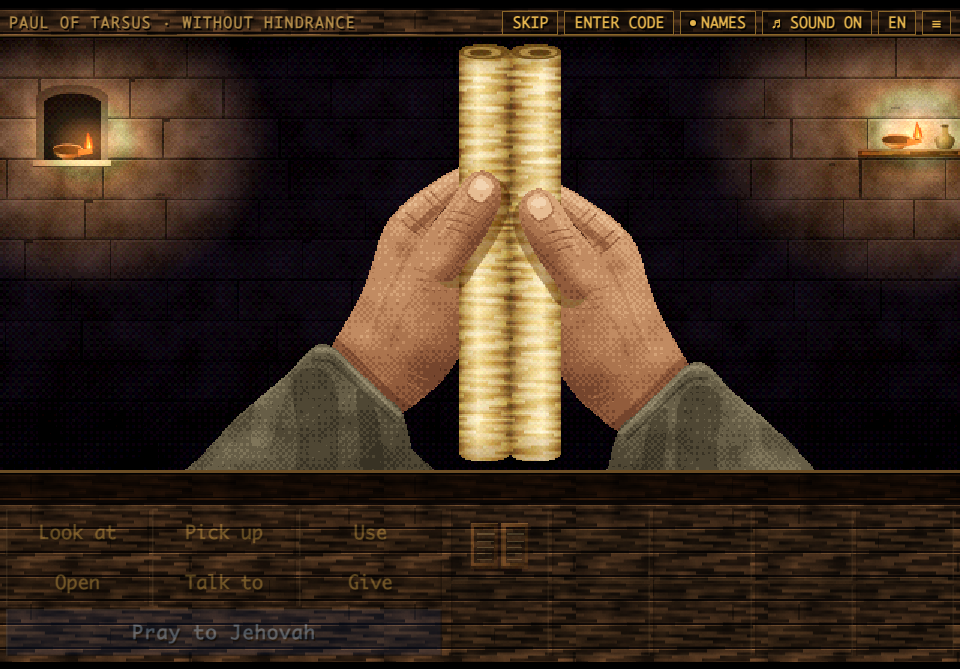 PAUL OF TARSUS · WITHOUT HINDRANCE
SKIP
ENTER CODE
• NAMES
♬ SOUND ON
EN
≡
Look at
Pick up
Use
Open
Talk to
Give
Pray to Jehovah